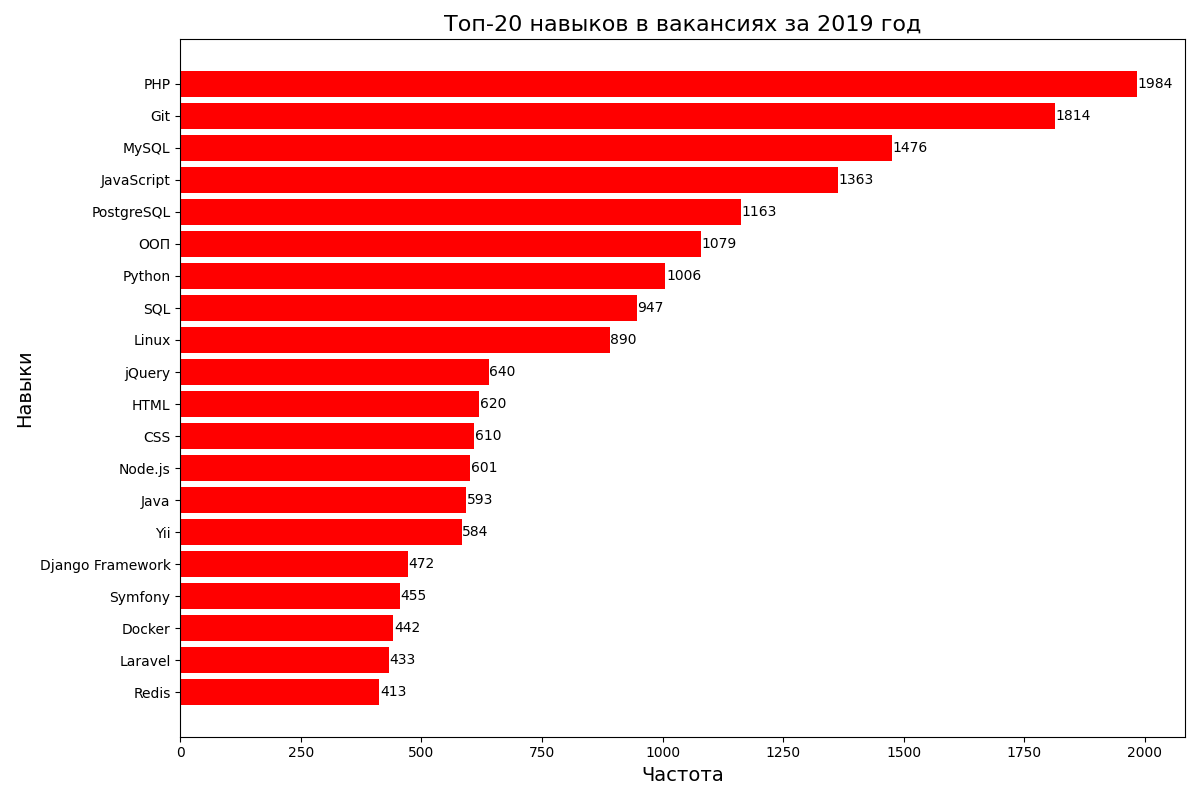 Топ-20 навыков в вакансиях за 2019 год
Навыки
PHP 1984
Git 1814
MySQL 1476
JavaScript 1363
PostgreSQL 1163
ООП 1079
Python 1006
SQL 947
Linux 890
jQuery 640
HTML 620
CSS 610
Node.js 601
Java 593
Yii 584
Django Framework 472
Symfony 455
Docker 442
Laravel 433
Redis 413
0 250 500 750 1000 1250 1500 1750 2000
Частота